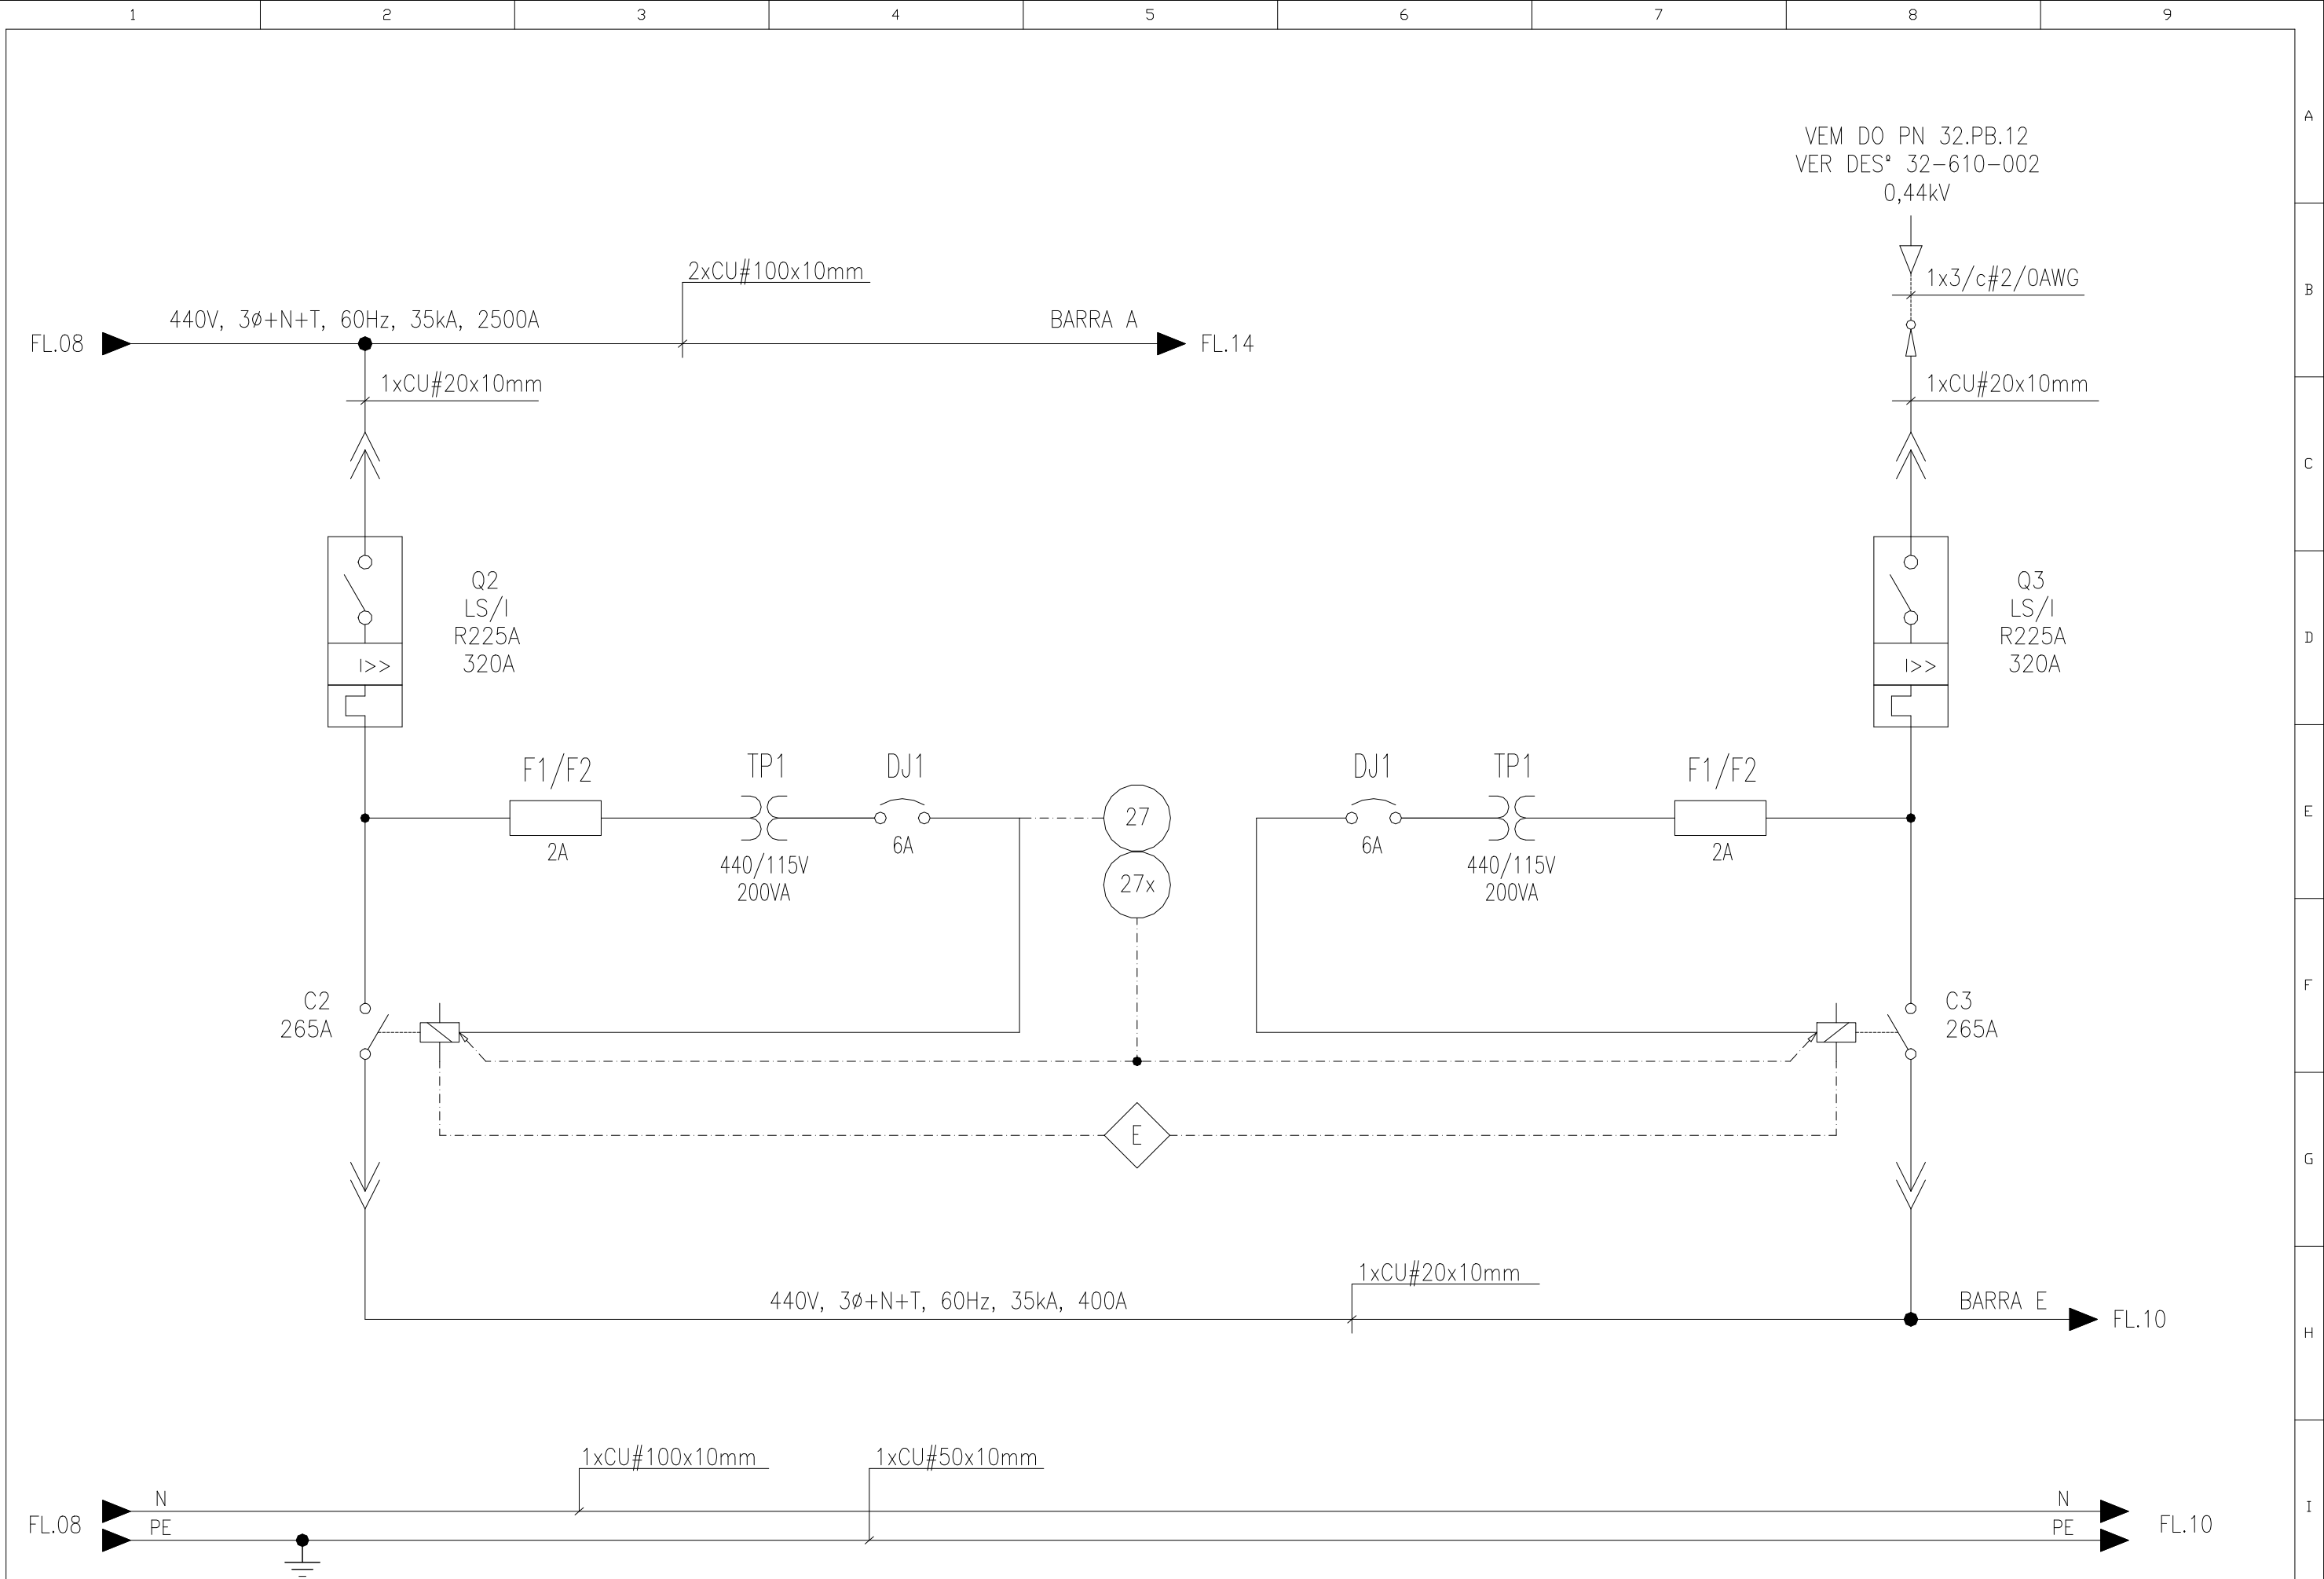 1 2 3 4 5 6 7 8 9
A
VEM DO PN 32.PB.12
VER DESº 32-610-002
0,44kV
2xCU#100x10mm
1x3/c#2/0AWG
B
440V, 3ø+N+T, 60Hz, 35kA, 2500A
BARRA A
FL.08
FL.14
1xCU#20x10mm
1xCU#20x10mm
C
Q2
LS/I
R225A
320A
I>>
Q3
LS/I
R225A
320A
I>>
D
F1/F2
2A
TP1
440/115V
200VA
DJ1
6A
27
27x
DJ1
6A
TP1
440/115V
200VA
F1/F2
2A
E
F
C2
265A
C3
265A
E
G
1xCU#20x10mm
440V, 3ø+N+T, 60Hz, 35kA, 400A
BARRA E
FL.10
H
1xCU#100x10mm
1xCU#50x10mm
FL.08
N
PE
N
PE
FL.10
I